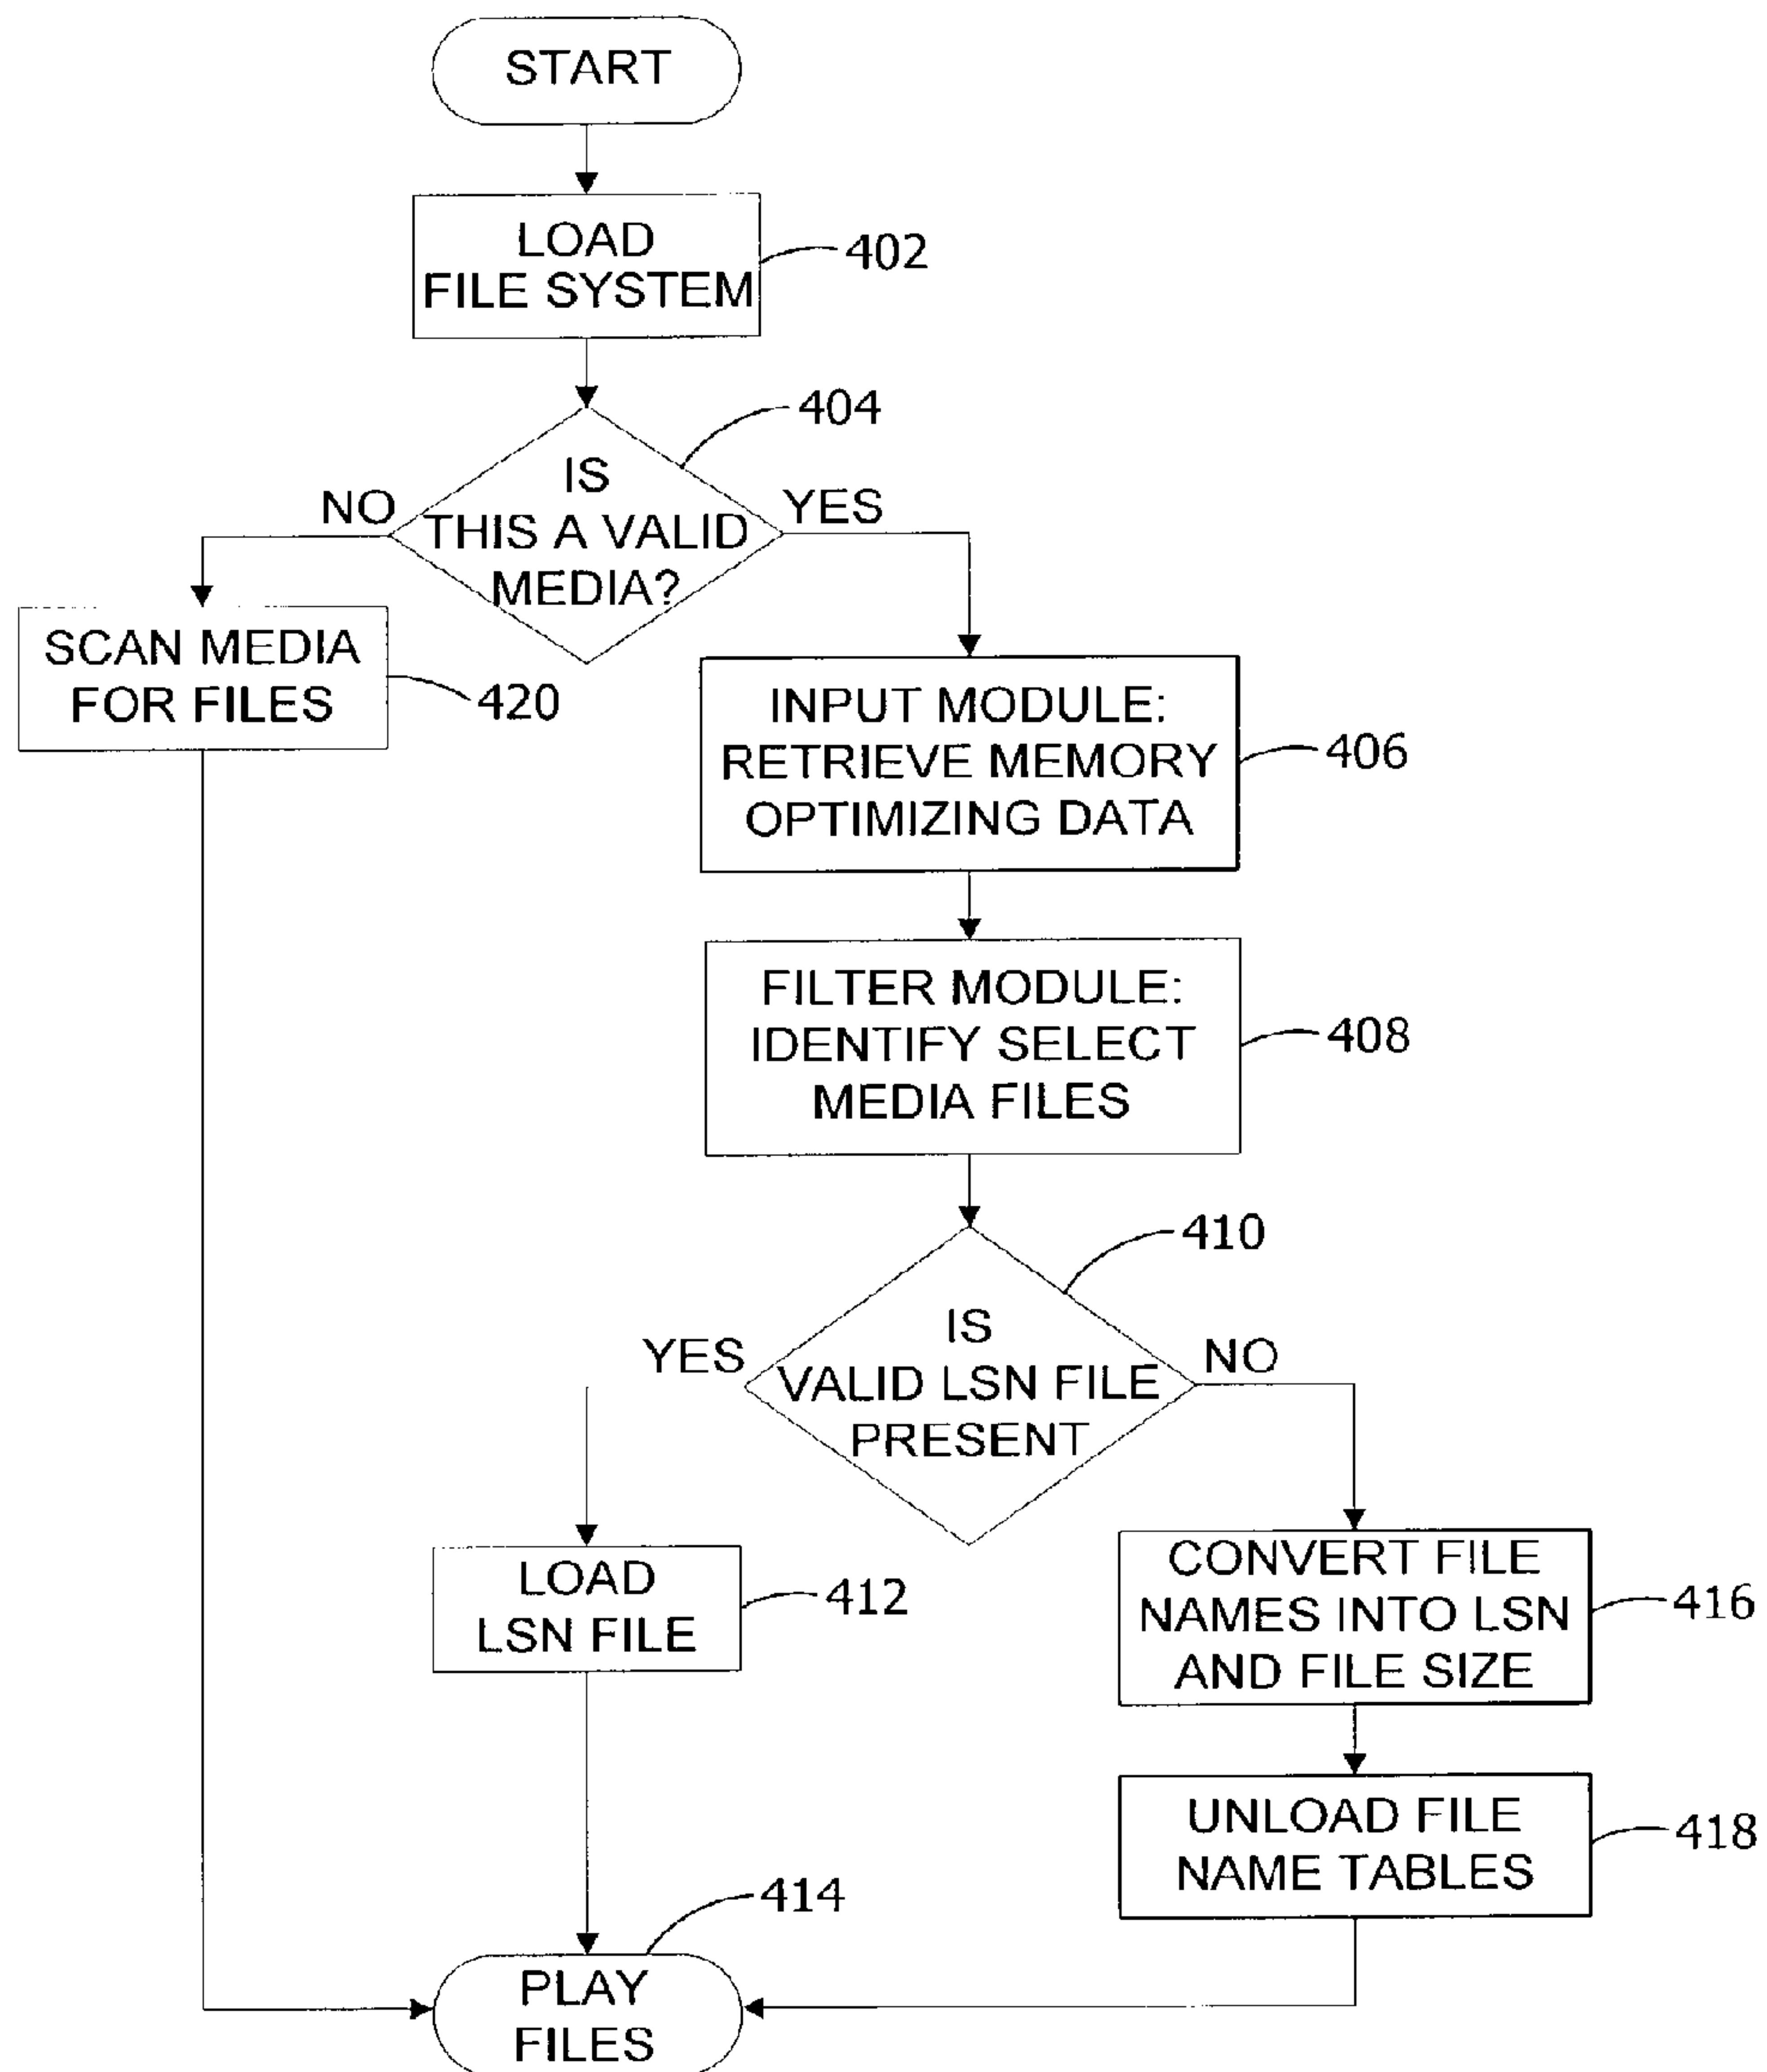 START
LOAD
FILE SYSTEM
402
404
IS
THIS A VALID
MEDIA?
NO
YES
SCAN MEDIA
FOR FILES
420
INPUT MODULE:
RETRIEVE MEMORY
OPTIMIZING DATA
406
FILTER MODULE:
IDENTIFY SELECT
MEDIA FILES
408
410
IS
VALID LSN FILE
PRESENT
YES
NO
LOAD
LSN FILE
412
CONVERT FILE
NAMES INTO LSN
AND FILE SIZE
416
UNLOAD FILE
NAME TABLES
418
414
PLAY
FILES